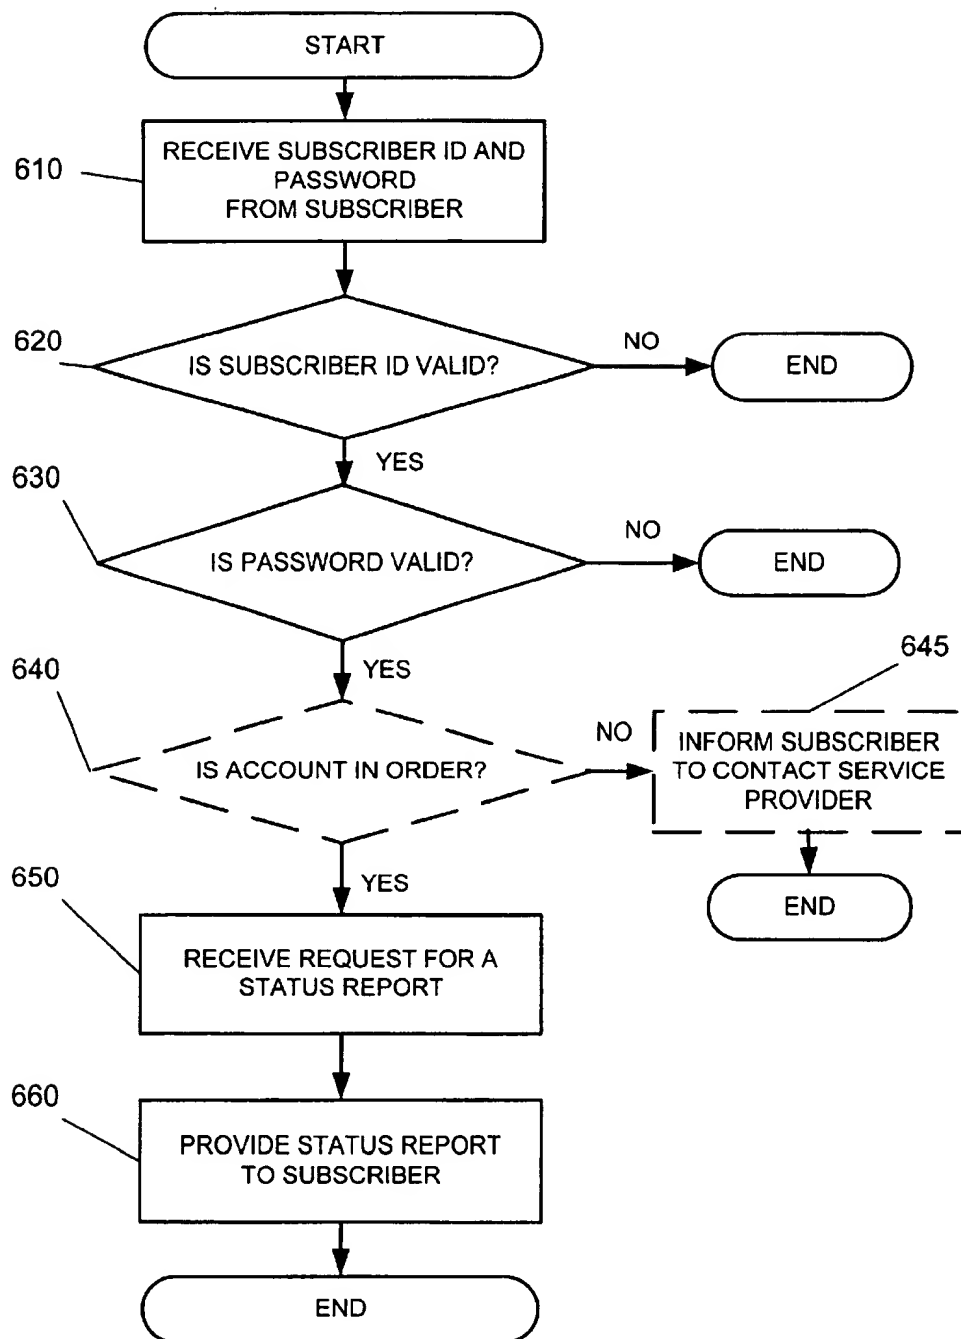 START
610
RECEIVE SUBSCRIBER ID AND
PASSWORD
FROM SUBSCRIBER
620
IS SUBSCRIBER ID VALID?
NO
END
YES
630
IS PASSWORD VALID?
NO
END
YES
640
IS ACCOUNT IN ORDER?
NO
645
INFORM SUBSCRIBER
TO CONTACT SERVICE
PROVIDER
END
YES
650
RECEIVE REQUEST FOR A
STATUS REPORT
660
PROVIDE STATUS REPORT
TO SUBSCRIBER
END